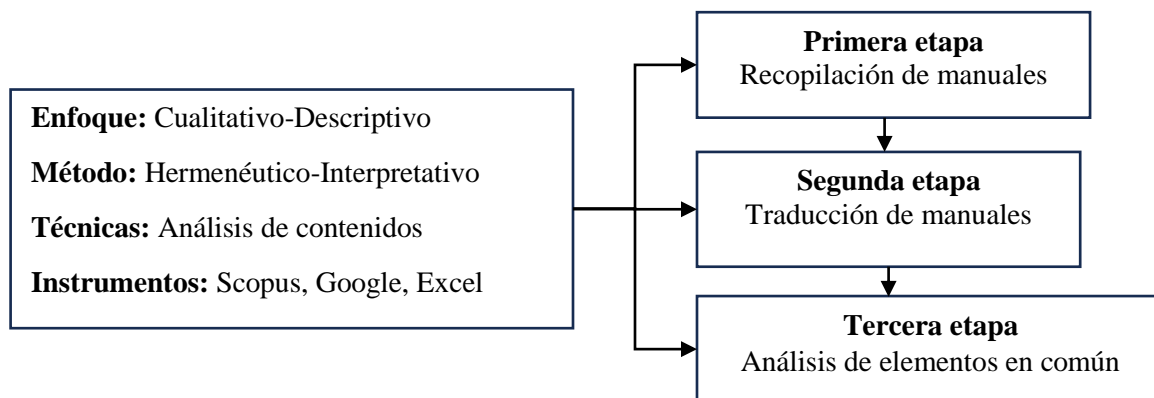 Enfoque: Cualitativo-Descriptivo
Método: Hermenéutico-Interpretativo
Técnicas: Análisis de contenidos
Instrumentos: Scopus, Google, Excel
Primera etapa
Recopilación de manuales
Segunda etapa
Traducción de manuales
Tercera etapa
Análisis de elementos en común